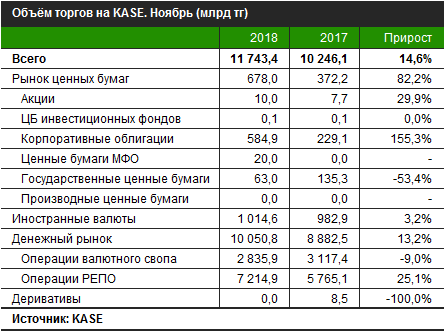 Объём торгов на KASE. Ноябрь (млрд тг)
2018 2017 Прирост
Всего 11 743,4 10 246,1 14,6%
Рынок ценных бумаг 678,0 372,2 82,2%
Акции 10,0 7,7 29,9%
ЦБ инвестиционных фондов 0,1 0,1 0,0%
Корпоративные облигации 584,9 229,1 155,3%
Ценные бумаги МФО 20,0 0,0 -
Государственные ценные бумаги 63,0 135,3 -53,4%
Производные ценные бумаги 0,0 0,0 -
Иностранные валюты 1 014,6 982,9 3,2%
Денежный рынок 10 050,8 8 882,5 13,2%
Операции валютного свопа 2 835,9 3 117,4 -9,0%
Операции РЕПО 7 214,9 5 765,1 25,1%
Деривативы 0,0 8,5 -100,0%
Источник: KASE